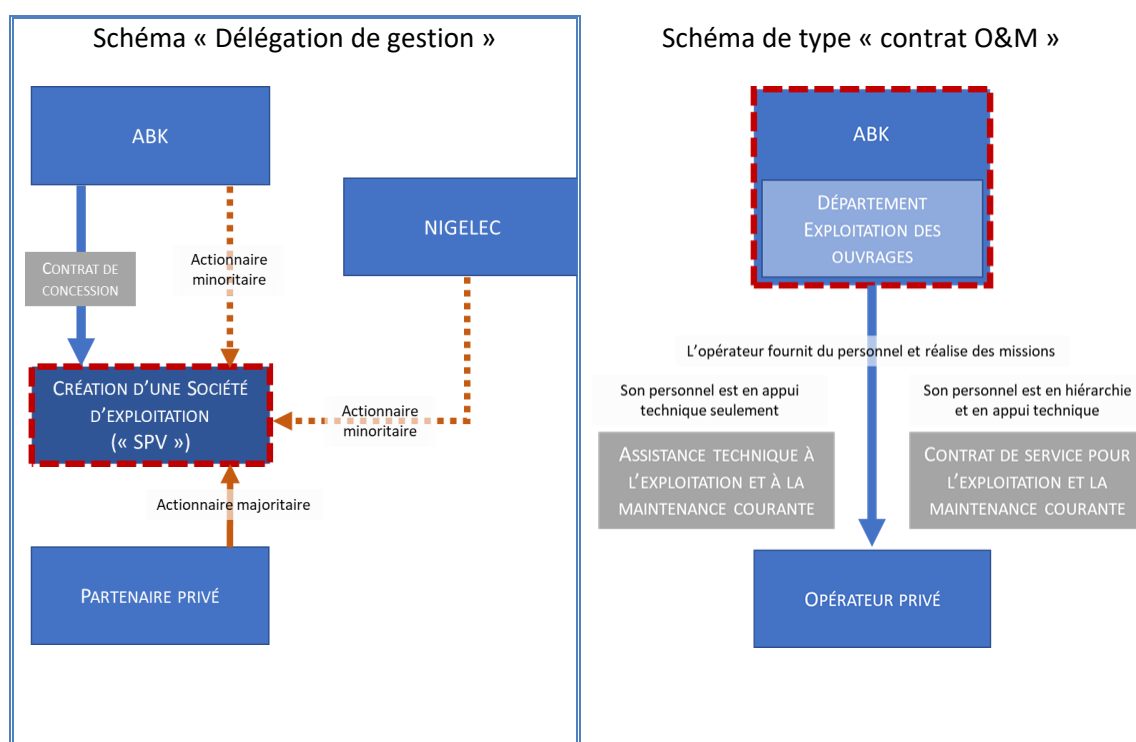 Schéma « Délégation de gestion »
ABK
NIGELEC
CONTRAT DE
CONCESSION
Actionnaire
minoritaire
CRÉATION D'UNE SOCIÉTÉ
D'EXPLOITATION
(« SPV »)
Actionnaire
minoritaire
Actionnaire majoritaire
PARTENAIRE PRIVÉ
Schéma de type « contrat O&M »
ABK
DÉPARTEMENT
EXPLOITATION DES
OUVRAGES
L'opérateur fournit du personnel et réalise des missions
Son personnel est en appui
technique seulement
Son personnel est en hiérarchie
et en appui technique
ASSISTANCE TECHNIQUE À
L'EXPLOITATION ET À LA
MAINTENANCE COURANTE
CONTRAT DE SERVICE POUR
L'EXPLOITATION ET LA
MAINTENANCE COURANTE
OPÉRATEUR PRIVÉ